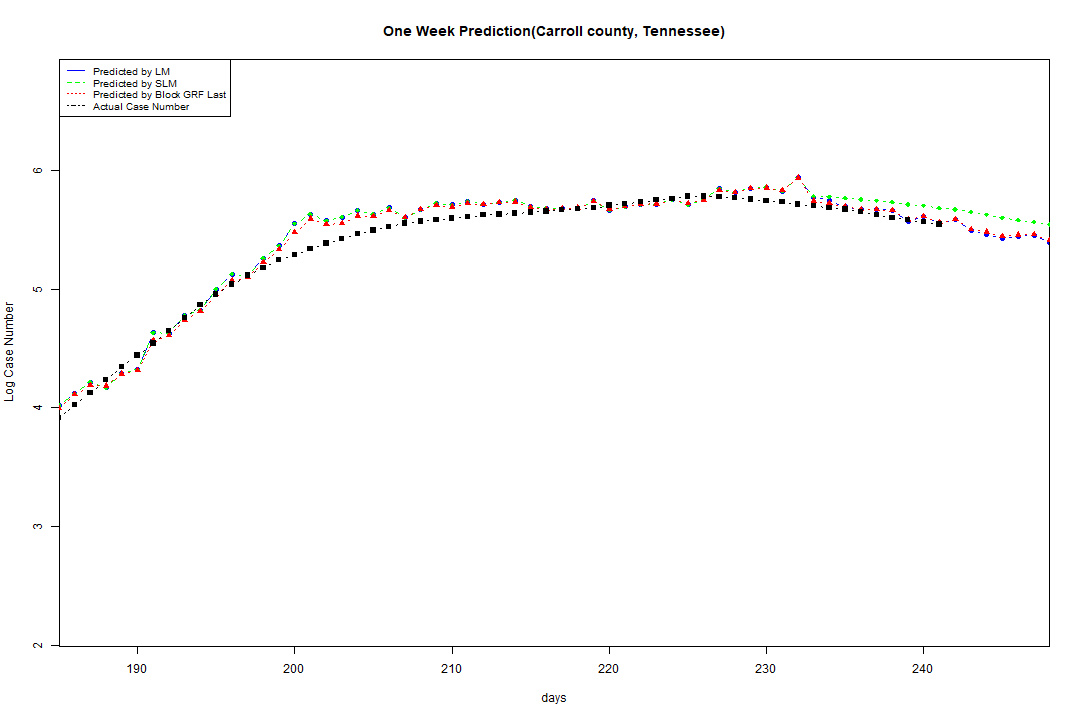 One Week Prediction(Carroll county, Tennessee)
Predicted by LM
Predicted by SLM
Predicted by Block GRF Last
Actual Case Number
Log Case Number
6
5
4
3
2
190 200 210 220 230 240
days